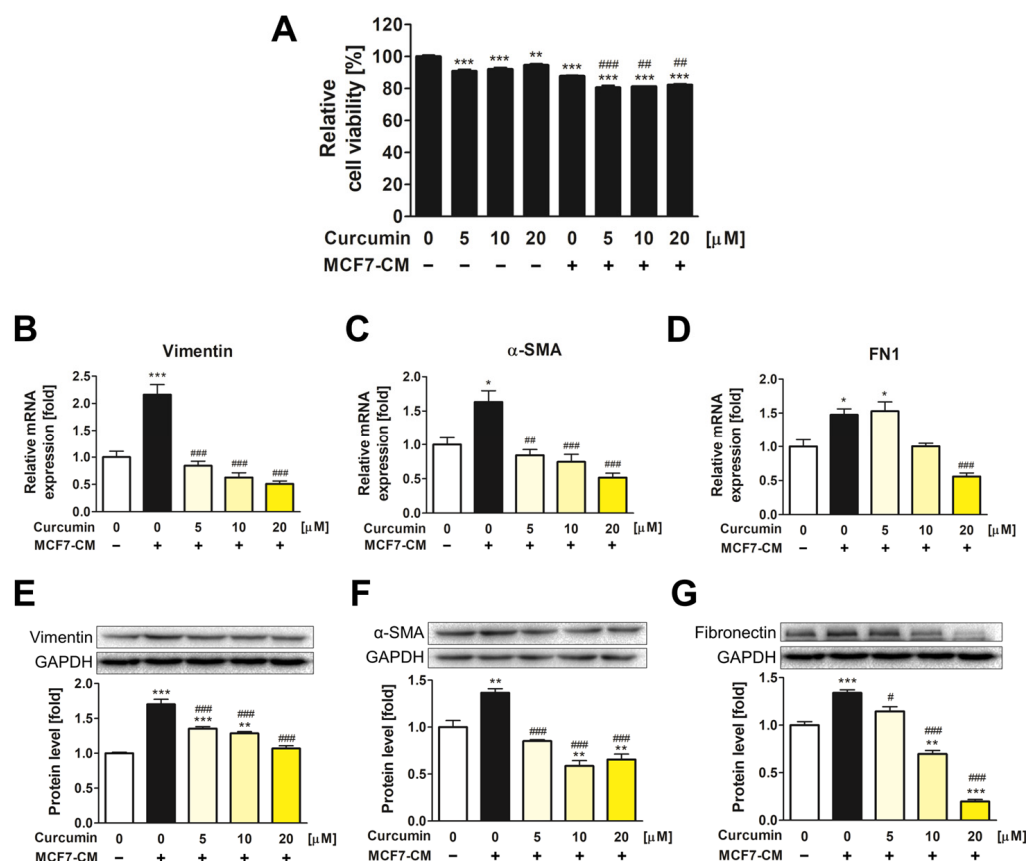 A
Relative
cell viability [%]
120
100
80
60
40
20
0
*** *** ** *** ### *** ## *** ## ***
Curcumin 0 5 10 20 0 5 10 20 [μM]
MCF7-CM − − − − + + + +
B
Vimentin
Relative mRNA
expression [fold]
2.5
2.0
1.5
1.0
0.5
0.0
*** ### ### ###
Curcumin 0 0 5 10 20 [μM]
MCF7-CM − + + + +
C
α-SMA
Relative mRNA
expression [fold]
2.0
1.5
1.0
0.5
0.0
* ## ### ###
Curcumin 0 0 5 10 20 [μM]
MCF7-CM − + + + +
D
FN1
Relative mRNA
expression [fold]
2.0
1.5
1.0
0.5
0.0
* * ###
Curcumin 0 0 5 10 20 [μM]
MCF7-CM − + + + +
E
Vimentin
GAPDH
Protein level [fold]
2.0
1.5
1.0
0.5
0.0
*** ### *** ### ** ###
Curcumin 0 0 5 10 20 [μM]
MCF7-CM − + + + +
F
α-SMA
GAPDH
Protein level [fold]
1.5
1.0
0.5
0.0
** ### ### ** ### **
Curcumin 0 0 5 10 20 [μM]
MCF7-CM − + + + +
G
Fibronectin
GAPDH
Protein level [fold]
1.5
1.0
0.5
0.0
*** # ### ** ### ***
Curcumin 0 0 5 10 20 [μM]
MCF7-CM − + + + +